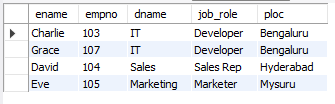 ename empno dname job_role ploc
Charlie 103 IT Developer Bengaluru
Grace 107 IT Developer Bengaluru
David 104 Sales Sales Rep Hyderabad
Eve 105 Marketing Marketer Mysuru